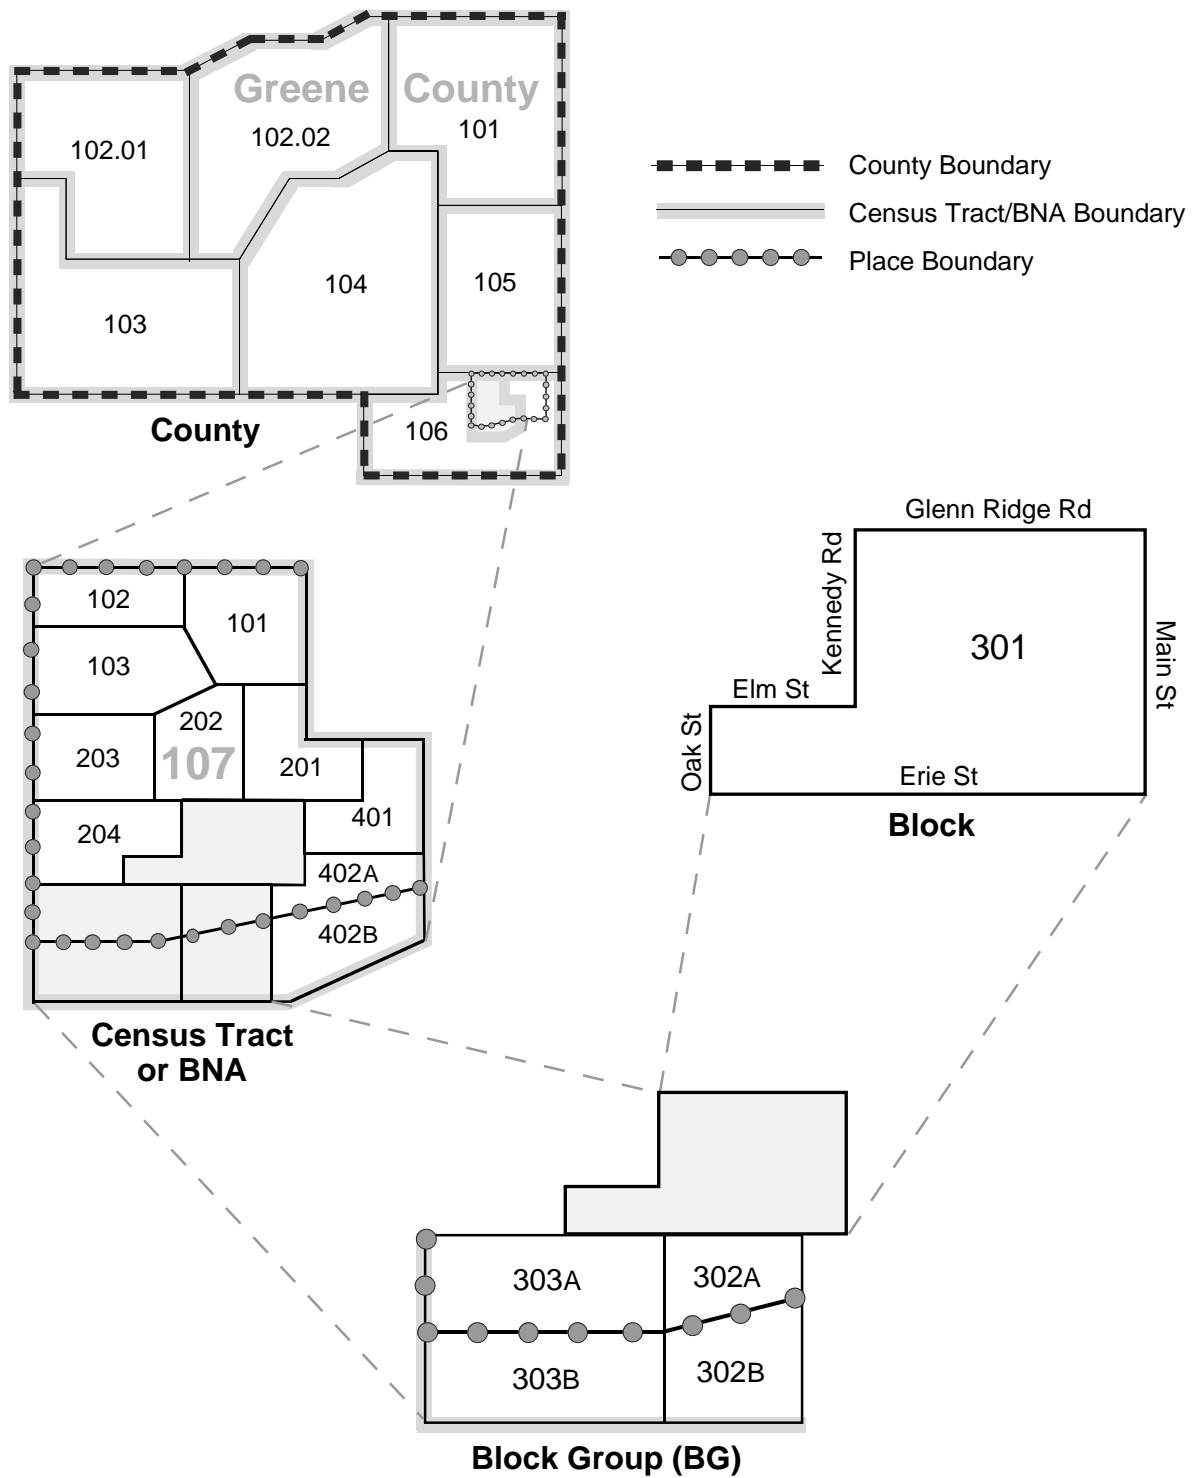 Greene County
102.01
102.02
101
103
104
105
106
County
County Boundary
Census Tract/BNA Boundary
Place Boundary
102
101
103
202
203
107
201
204
401
402A
402B
Census Tract
or BNA
Glenn Ridge Rd
Kennedy Rd
301
Main St
Elm St
Oak St
Erie St
Block
303A
302A
303B
302B
Block Group (BG)